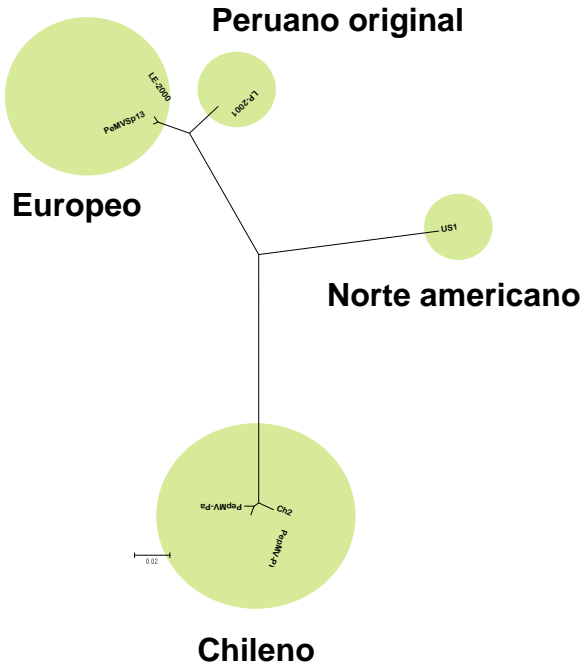 Peruano original
LE-2000
LP-2001
PeMVSp13
Europeo
US1
Norte americano
PepMV-Pa
Ch2
PepMV-Pi
0.02
Chileno